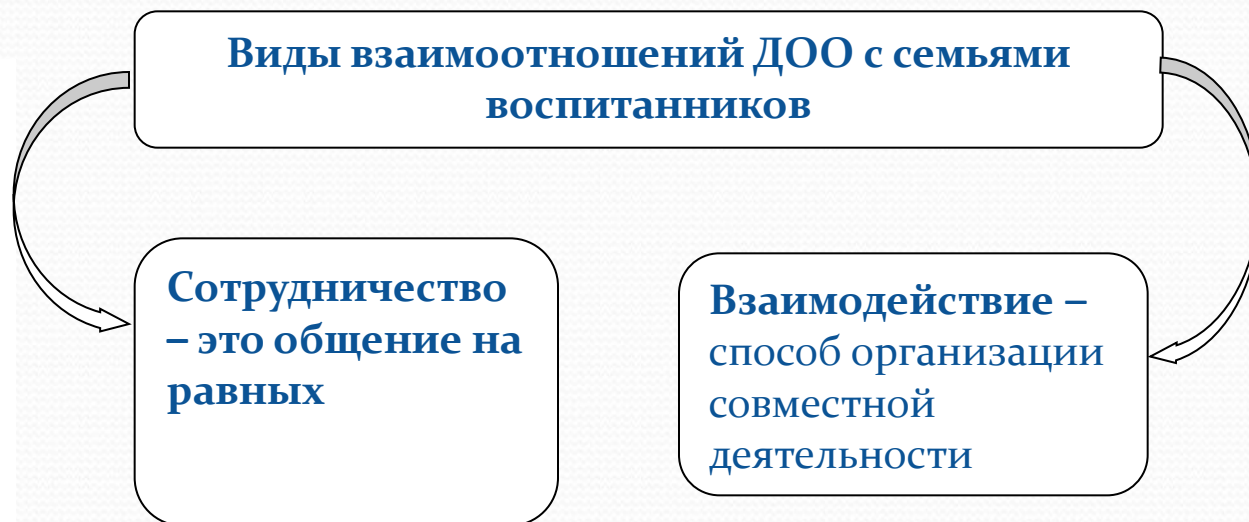 Виды взаимоотношений ДОО с семьями
воспитанников
Сотрудничество
– это общение на
равных
Взаимодействие –
способ организации
совместной
деятельности